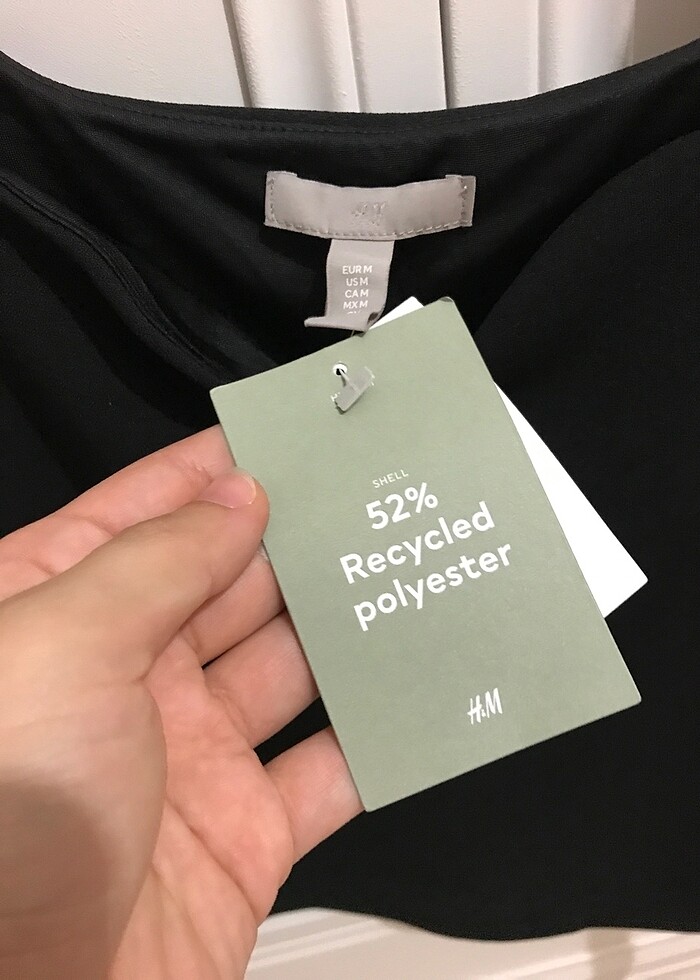 EUR M
US M
CA M
MX M
SHELL
52%
Recycled
polyester
H&M